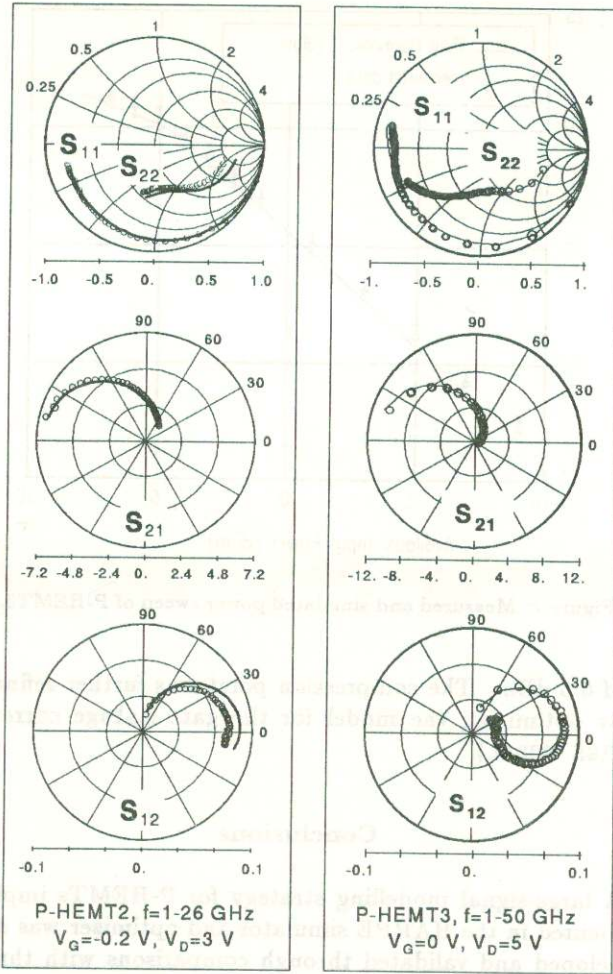 1
0.5
2
0.25
4
S11
S22
-1.0 -0.5 0. 0.5 1.0
90
60
30
0
S21
-7.2 -4.8 -2.4 0. 2.4 4.8 7.2
90
60
30
0
S12
-0.1 0.0 0.1
P-HEMT2, f=1-26 GHz
VG=-0.2 V, VD=3 V
1
0.5
2
0.25
4
S11
S22
-1. -0.5 0. 0.5 1.
90
60
30
0
S21
-12. -8. -4. 0. 4. 8. 12.
90
60
30
0
S12
-0.1 0. 0.1
P-HEMT3, f=1-50 GHz
VG=0 V, VD=5 V